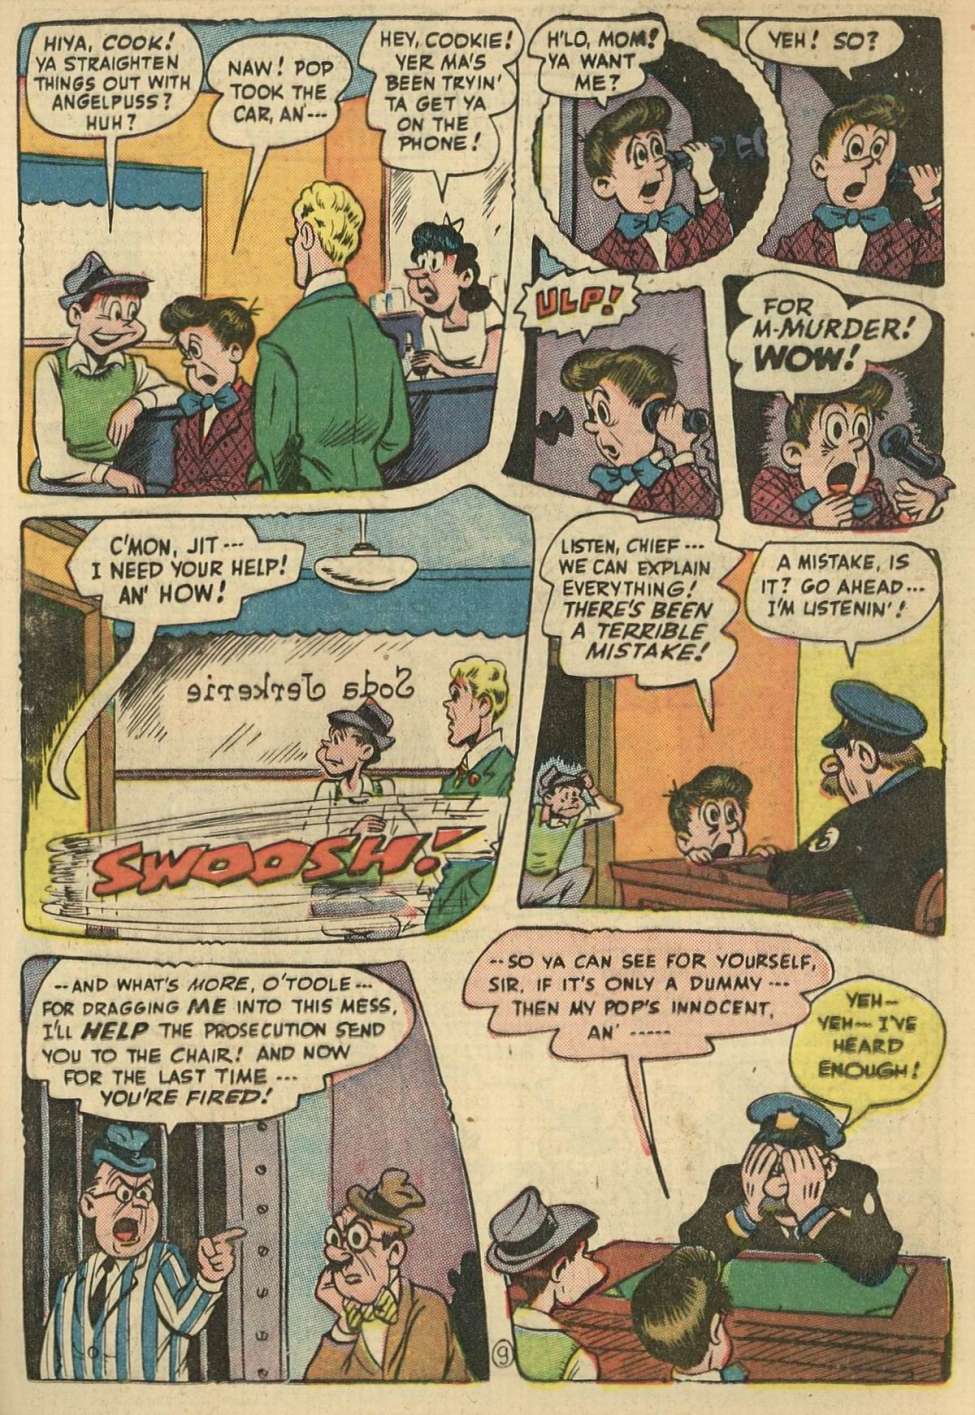 HIYA, COOK!
YA STRAIGHTEN
THINGS OUT WITH
ANGELPUSS?
HUH?
NAW! POP
TOOK THE
CAR, AN'---
HEY, COOKIE!
YER MA'S
BEEN TRYIN'
TA GET YA
ON THE
PHONE!
H'LO, MOM!
YA WANT
ME?
YEH! SO?
ULP!
FOR
M-MURDER!
WOW!
C'MON, JIT---
I NEED YOUR HELP!
AN' HOW!
Soda Jerkerie
SWOOSH!
LISTEN, CHIEF---
WE CAN EXPLAIN
EVERYTHING!
THERE'S BEEN
A TERRIBLE
MISTAKE!
A MISTAKE, IS
IT? GO AHEAD---
I'M LISTENIN'!
--AND WHAT'S MORE, O'TOOLE---
FOR DRAGGING ME INTO THIS MESS,
I'LL HELP THE PROSECUTION SEND
YOU TO THE CHAIR! AND NOW
FOR THE LAST TIME ---
YOU'RE FIRED!
--SO YA CAN SEE FOR YOURSELF,
SIR, IF IT'S ONLY A DUMMY ---
THEN MY POP'S INNOCENT,
AN' -----
YEH--
YEH-- I'VE
HEARD
ENOUGH!
9